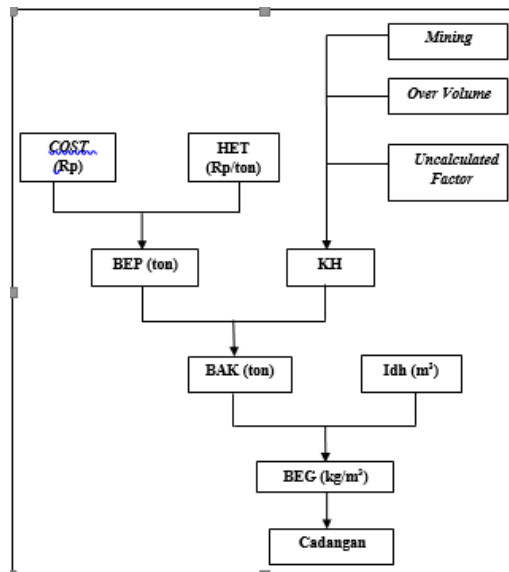 Mining
Over Volume
COST
(Rp)
HET
(Rp/ton)
Uncalculated
Factor
BEP (ton)
KH
BAK (ton)
Idh (m³)
BEG (kg/m³)
Cadangan